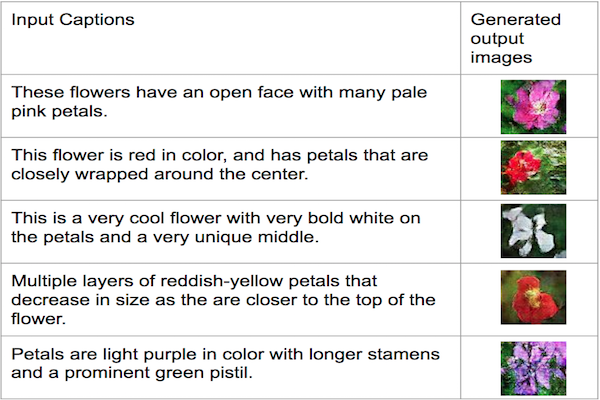 Input Captions
Generated
output
images
These flowers have an open face with many pale
pink petals.
This flower is red in color, and has petals that are
closely wrapped around the center.
This is a very cool flower with very bold white on
the petals and a very unique middle.
Multiple layers of reddish-yellow petals that
decrease in size as the are closer to the top of the
flower.
Petals are light purple in color with longer stamens
and a prominent green pistil.